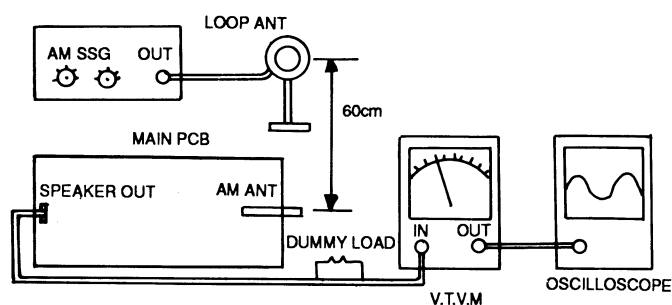 LOOP ANT
AM SSG OUT
60cm
MAIN PCB
SPEAKER OUT AM ANT
IN OUT
DUMMY LOAD
V.T.V.M
OSCILLOSCOPE